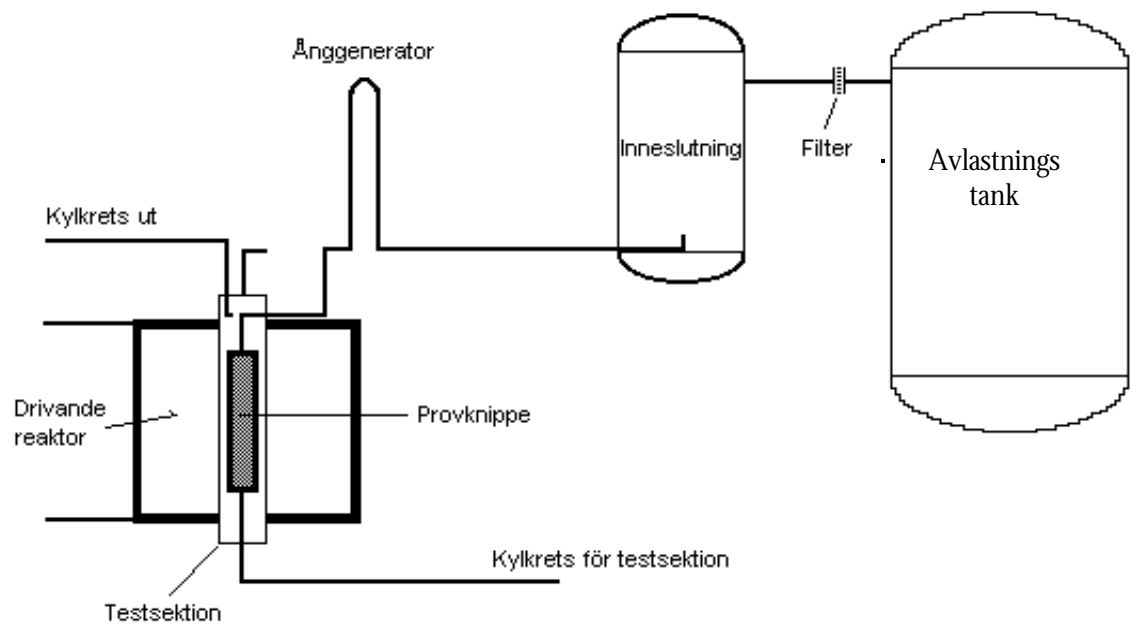 Ånggenerator
Inneslutning
Filter
Avlastnings
tank
Kylkrets ut
Drivande
reaktor
Provknippe
Kylkrets för testsektion
Testsektion